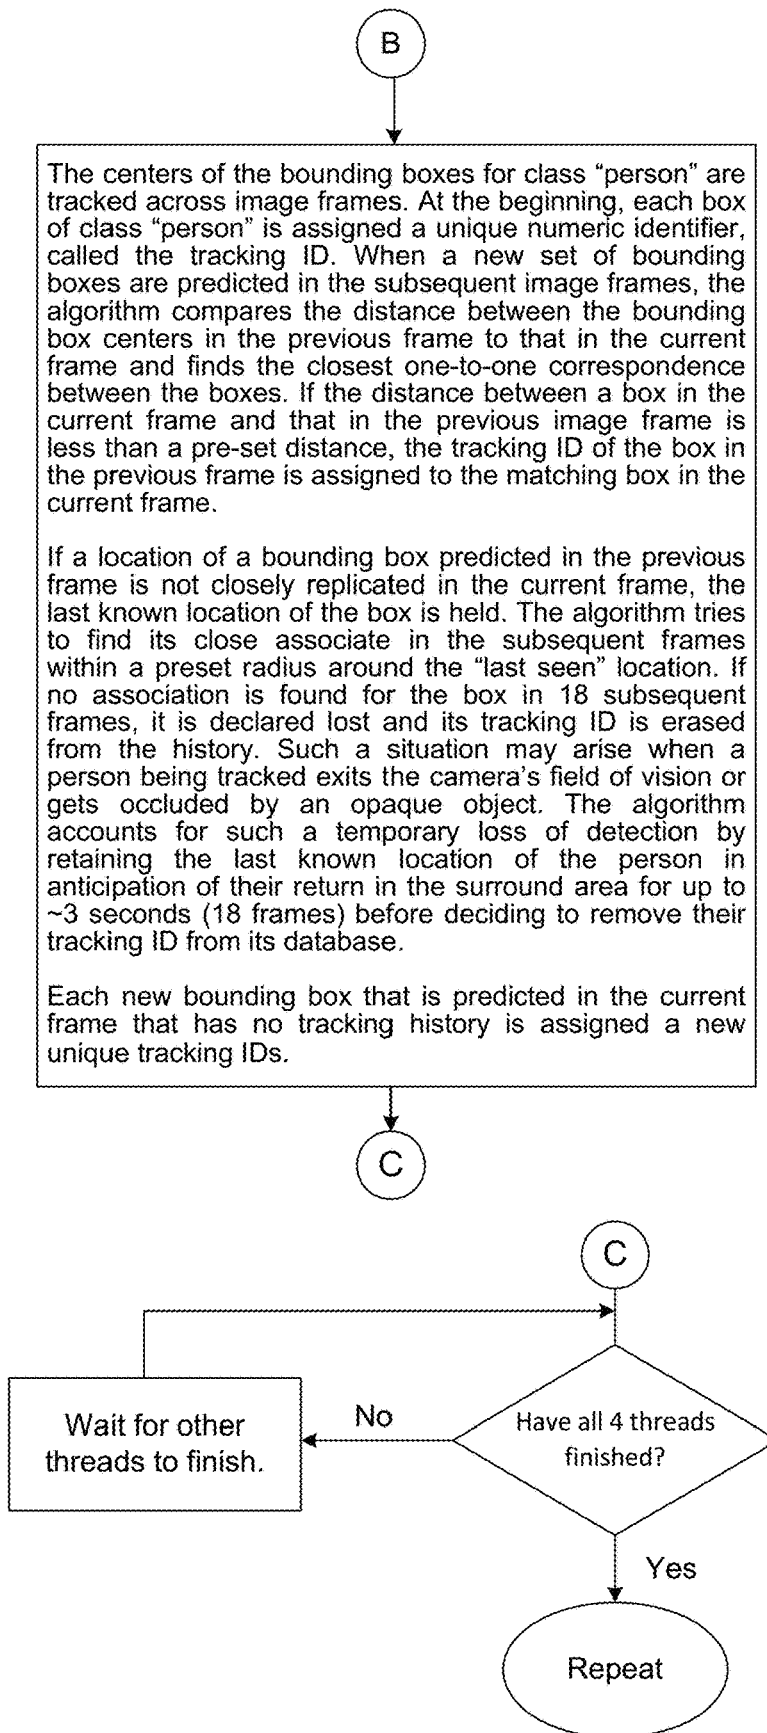 B
The centers of the bounding boxes for class “person” are
tracked across image frames. At the beginning, each box
of class “person” is assigned a unique numeric identifier,
called the tracking ID. When a new set of bounding
boxes are predicted in the subsequent image frames, the
algorithm compares the distance between the bounding
box centers in the previous frame to that in the current
frame and finds the closest one-to-one correspondence
between the boxes. If the distance between a box in the
current frame and that in the previous image frame is
less than a pre-set distance, the tracking ID of the box in
the previous frame is assigned to the matching box in the
current frame.
If a location of a bounding box predicted in the previous
frame is not closely replicated in the current frame, the
last known location of the box is held. The algorithm tries
to find its close associate in the subsequent frames
within a preset radius around the “last seen” location. If
no association is found for the box in 18 subsequent
frames, it is declared lost and its tracking ID is erased
from the history. Such a situation may arise when a
person being tracked exits the camera’s field of vision or
gets occluded by an opaque object. The algorithm
accounts for such a temporary loss of detection by
retaining the last known location of the person in
anticipation of their return in the surround area for up to
~3 seconds (18 frames) before deciding to remove their
tracking ID from its database.
Each new bounding box that is predicted in the current
frame that has no tracking history is assigned a new
unique tracking IDs.
C
C
Have all 4 threads
finished?
No
Wait for other
threads to finish.
Yes
Repeat